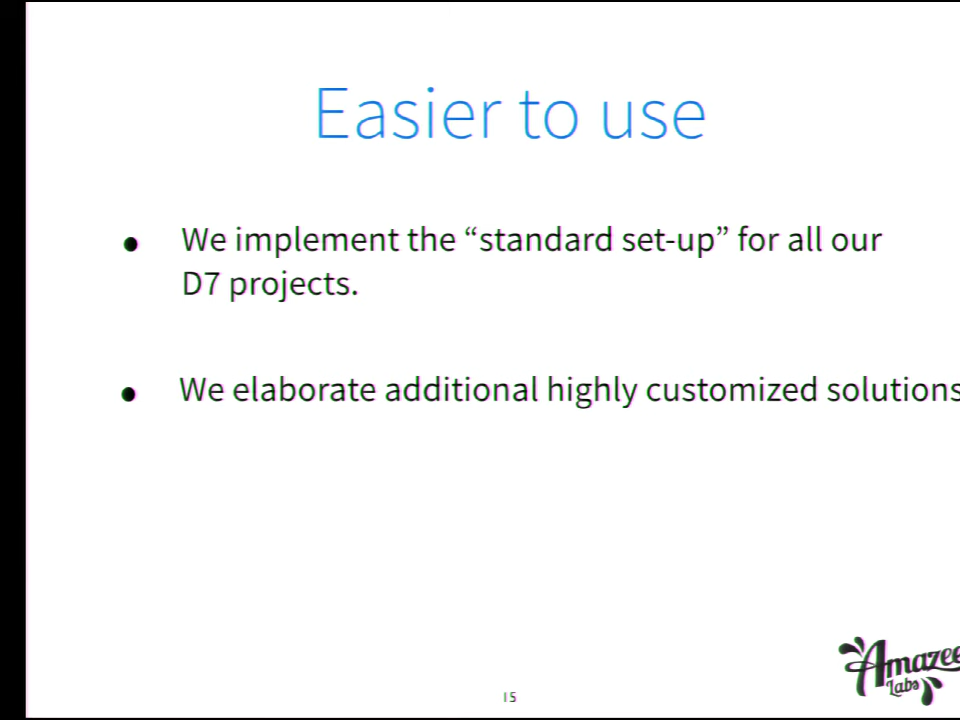 Easier to use
We implement the “standard set-up” for all our
D7 projects.
We elaborate additional highly customized solutions
15
Amazee
Labs